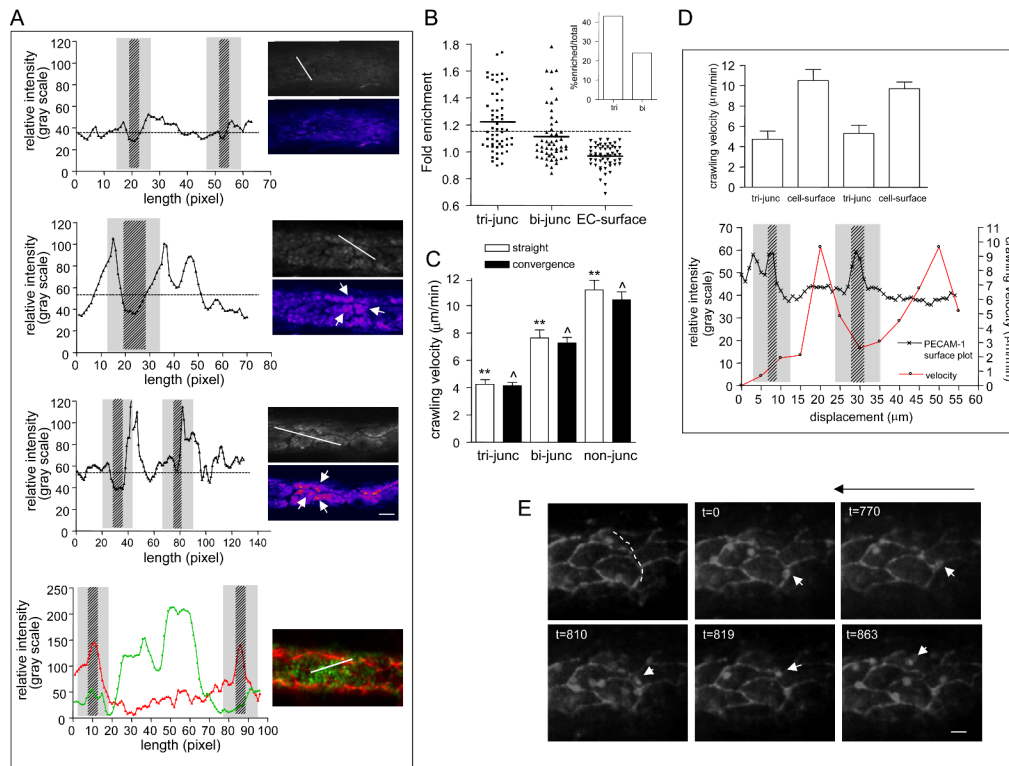 A
relative intensity
(gray scale)
120
100
80
60
40
20
0
0 10 20 30 40 50 60 70
length (pixel)
relative intensity
(gray scale)
120
100
80
60
40
20
0
0 10 20 30 40 50 60 70 80
length (pixel)
relative intensity
(gray scale)
120
100
80
60
40
20
0
0 20 40 60 80 100 120 140
length (pixel)
relative intensity
(gray scale)
250
200
150
100
50
0
0 10 20 30 40 50 60 70 80 90 100
length (pixel)
B
Fold enrichment
1.8
1.6
1.4
1.2
1.0
0.8
0.6
tri-junc bi-junc EC-surface
%enriched/total
40
30
20
10
0
tri bi
C
straight
convergence
crawling velocity (μm/min)
12
10
8
6
4
2
0
** ^ ** ^ ** ^
tri-junc bi-junc non-junc
D
crawling velocity (μm/min)
12
10
8
6
4
2
0
tri-junc cell-surface tri-junc cell-surface
relative intensity
(gray scale)
70
60
50
40
30
20
10
0
0 5 10 15 20 25 30 35 40 45 50 55 60
displacement (μm)
10
9
8
7
6
5
4
3
2
1
0
crawling velocity (μm/min)
PECAM-1
surface plot
velocity
E
t=0
t=770
t=810
t=819
t=863